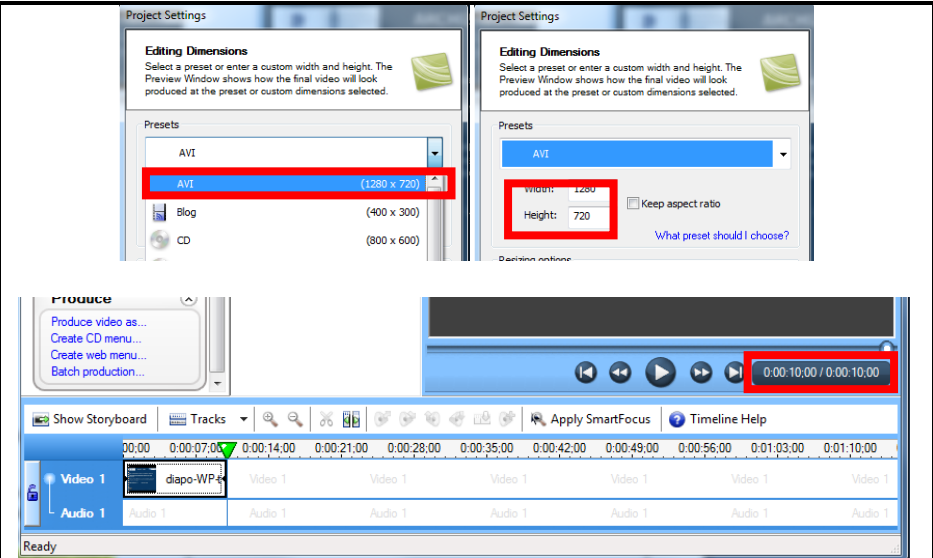 Project Settings
Editing Dimensions
Select a preset or enter a custom width and height. The
Preview Window shows how the final video will look
produced at the preset or custom dimensions selected.
Presets
AVI
AVI (1280 x 720)
Blog (400 x 300)
CD (800 x 600)
Project Settings
Editing Dimensions
Select a preset or enter a custom width and height. The
Preview Window shows how the final video will look
produced at the preset or custom dimensions selected.
Presets
AVI
Width: 1280
Height: 720
Keep aspect ratio
What preset should I choose?
Resizing options
Produce
Produce video as...
Create CD menu...
Create web menu...
Batch production...
0:00:10;00 / 0:00:10;00
Show Storyboard Tracks Apply SmartFocus Timeline Help
00;00 0:00:07;00 0:00:14;00 0:00:21;00 0:00:28;00 0:00:35;00 0:00:42;00 0:00:49;00 0:00:56;00 0:01:03;00 0:01:10;00
Video 1 diapo-WP-t Video 1 Video 1 Video 1 Video 1 Video 1 Video 1
Audio 1 Audio 1 Audio 1 Audio 1 Audio 1 Audio 1 Audio 1 Audio 1
Ready